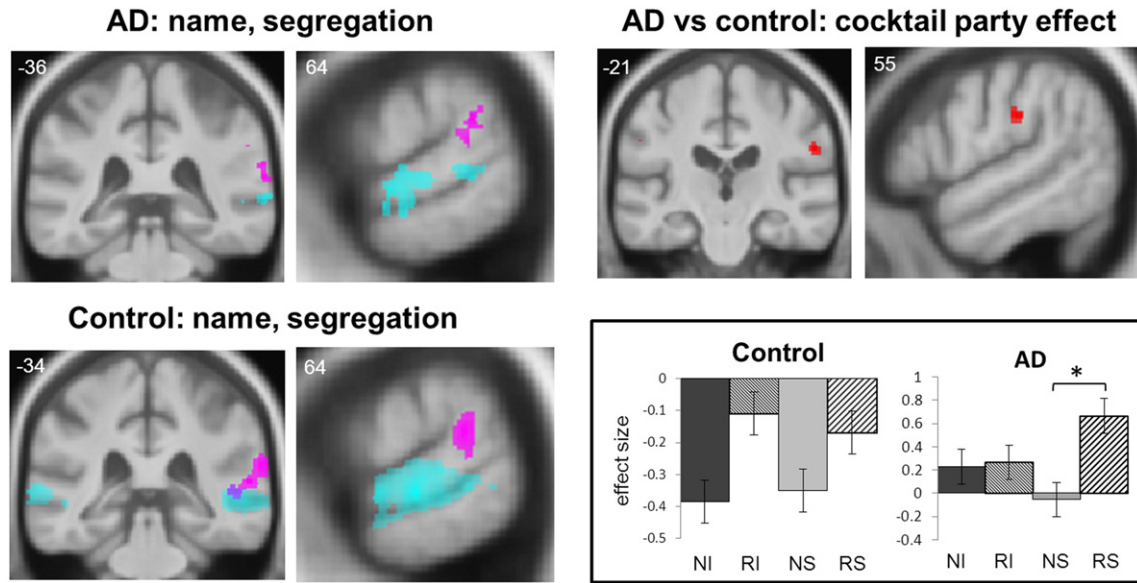 AD: name, segregation
-36
64
AD vs control: cocktail party effect
-21
55
Control: name, segregation
-34
64
Control
effect size
0
-0.1
-0.2
-0.3
-0.4
-0.5
NI RI NS RS
AD
*
1
0.8
0.6
0.4
0.2
0
-0.2
-0.4
NI RI NS RS